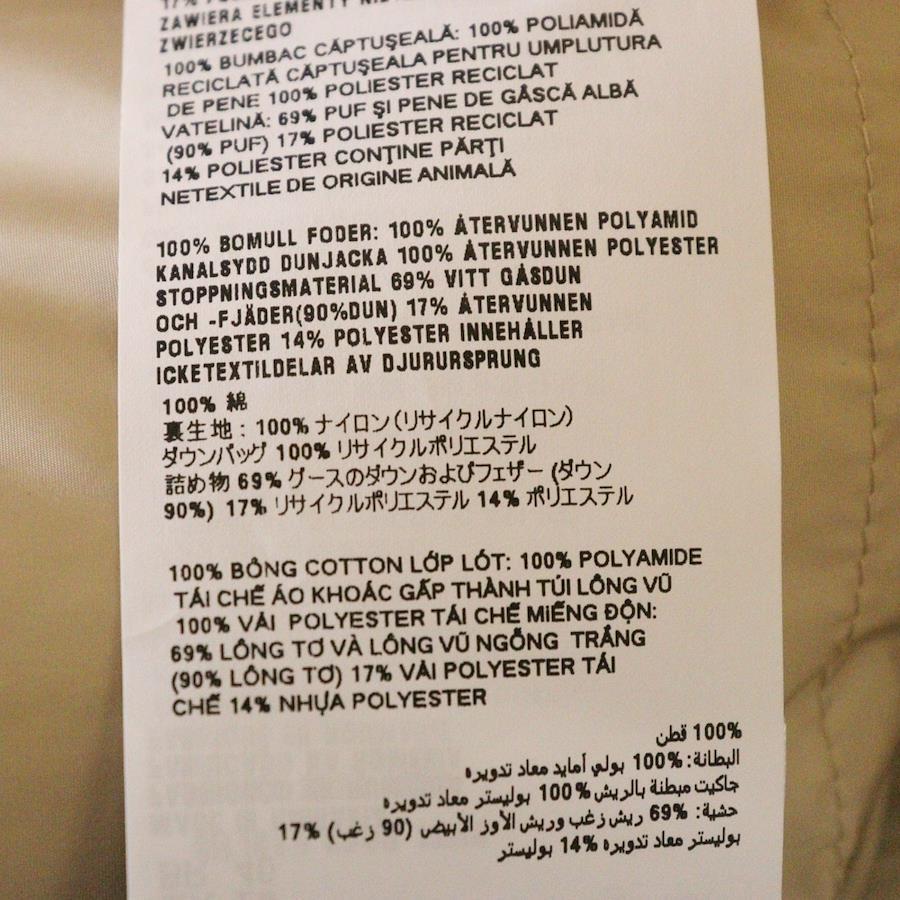 ZAWIERA ELEMENTY
ZWIERZECEGO
100% BUMBAC CĂPTUŞEALĂ: 100% POLIAMIDĂ
RECICLATĂ CĂPTUŞEALA PENTRU UMPLUTURA
DE PENE 100% POLIESTER RECICLAT
VATELINĂ: 69% PUF ŞI PENE DE GÂSCĂ ALBĂ
(90% PUF) 17% POLIESTER RECICLAT
14% POLIESTER CONŢINE PĂRŢI
NETEXTILE DE ORIGINE ANIMALĂ
100% BOMULL FODER: 100% ÅTERVUNNEN POLYAMID
KANALSYDD DUNJACKA 100% ÅTERVUNNEN POLYESTER
STOPPNINGSMATERIAL 69% VITT GÅSDUN
OCH -FJÄDER(90%DUN) 17% ÅTERVUNNEN
POLYESTER 14% POLYESTER INNEHÅLLER
ICKETEXTILDELAR AV DJURURSPRUNG
100% 綿
裏生地：100% ナイロン（リサイクルナイロン）
ダウンパッグ 100% リサイクルポリエステル
詰め物 69% グースのダウンおよびフェザー (ダウン
90%) 17% リサイクルポリエステル 14% ポリエステル
100% BÔNG COTTON LỚP LÓT: 100% POLYAMIDE
TÁI CHẾ ÁO KHOÁC GẤP THÀNH TÚI LÔNG VŨ
100% VẢI POLYESTER TÁI CHẾ MIẾNG ĐỘN:
69% LÔNG TƠ VÀ LÔNG VŨ NGỖNG TRẮNG
(90% LÔNG TƠ) 17% VẢI POLYESTER TÁI
CHẾ 14% NHỰA POLYESTER
100% قطن
البطانة: 100% بولي أمايد معاد تدويره
جاكيت مبطنة بالريش 100% بوليستر معاد تدويره
حشية: 69% ريش زغب وريش الأوز الأبيض (90 زغب) 17%
بوليستر معاد تدويره 14% بوليستر